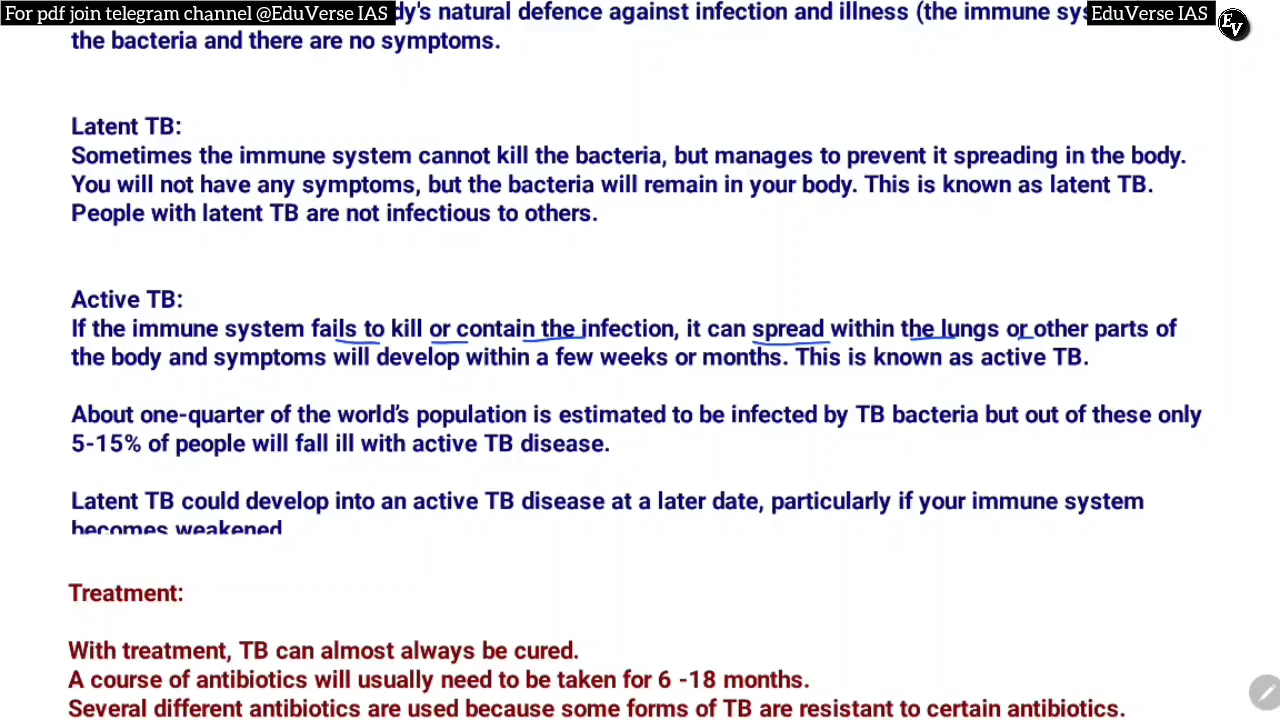 For pdf join telegram channel @EduVerse IAS
EduVerse IAS
EV
dy's natural defence against infection and illness (the immune sy
the bacteria and there are no symptoms.
Latent TB:
Sometimes the immune system cannot kill the bacteria, but manages to prevent it spreading in the body.
You will not have any symptoms, but the bacteria will remain in your body. This is known as latent TB.
People with latent TB are not infectious to others.
Active TB:
If the immune system fails to kill or contain the infection, it can spread within the lungs or other parts of
the body and symptoms will develop within a few weeks or months. This is known as active TB.
About one-quarter of the world's population is estimated to be infected by TB bacteria but out of these only
5-15% of people will fall ill with active TB disease.
Latent TB could develop into an active TB disease at a later date, particularly if your immune system
becomes weakened
Treatment:
With treatment, TB can almost always be cured.
A course of antibiotics will usually need to be taken for 6 -18 months.
Several different antibiotics are used because some forms of TB are resistant to certain antibiotics.